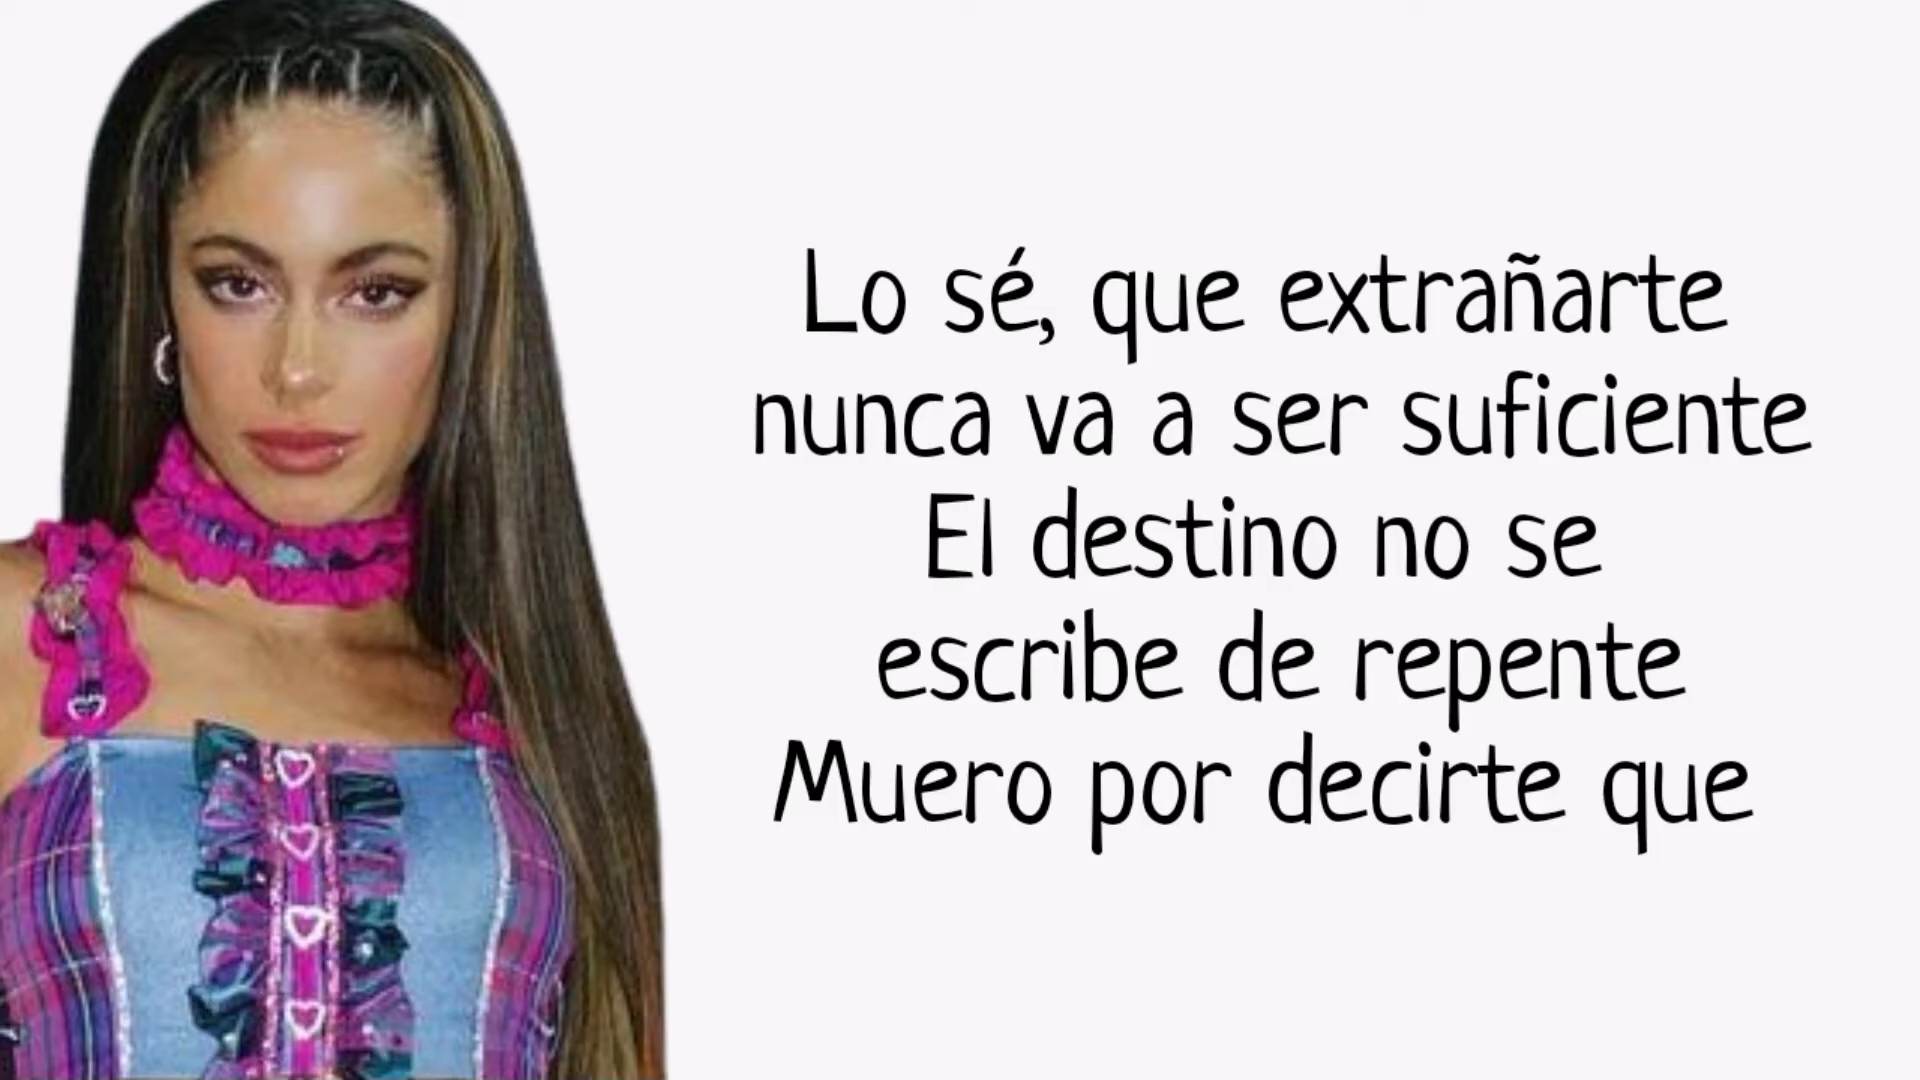 Lo sé, que extrañarte
nunca va a ser suficiente
El destino no se
escribe de repente
Muero por decirte que